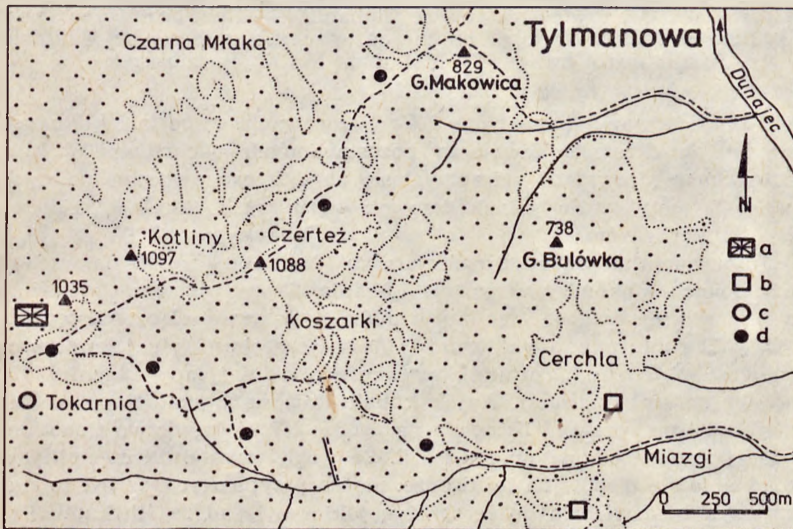 Tylmanowa
Czarna Młaka
829
G.Makowica
Dunajec
N
738
G.Bulówka
Kotliny
Czerteż
1097
1088
1035
Koszarki
a
b
c
d
Cerchla
Tokarnia
Miazgi
0 250 500m